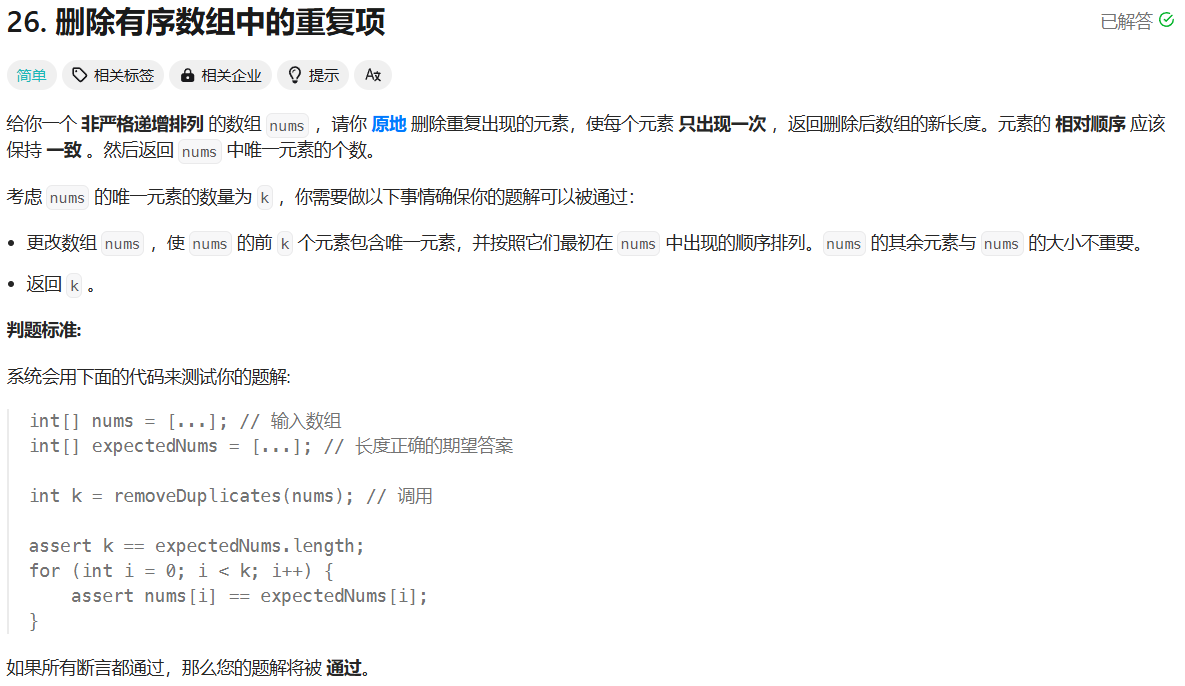 26. 删除有序数组中的重复项
已解答
简单 相关标签 相关企业 提示 Aあ
给你一个 非严格递增排列 的数组 nums ，请你 原地 删除重复出现的元素，使每个元素 只出现一次 ，返回删除后数组的新长度。元素的 相对顺序 应该
保持 一致 。然后返回 nums 中唯一元素的个数。
考虑 nums 的唯一元素的数量为 k ，你需要做以下事情确保你的题解可以被通过：
• 更改数组 nums ，使 nums 的前 k 个元素包含唯一元素，并按照它们最初在 nums 中出现的顺序排列。nums 的其余元素与 nums 的大小不重要。
• 返回 k 。
判题标准:
系统会用下面的代码来测试你的题解:
int[] nums = [...]; // 输入数组
int[] expectedNums = [...]; // 长度正确的期望答案
int k = removeDuplicates(nums); // 调用
assert k == expectedNums.length;
for (int i = 0; i < k; i++) {
    assert nums[i] == expectedNums[i];
}
如果所有断言都通过，那么您的题解将被 通过。